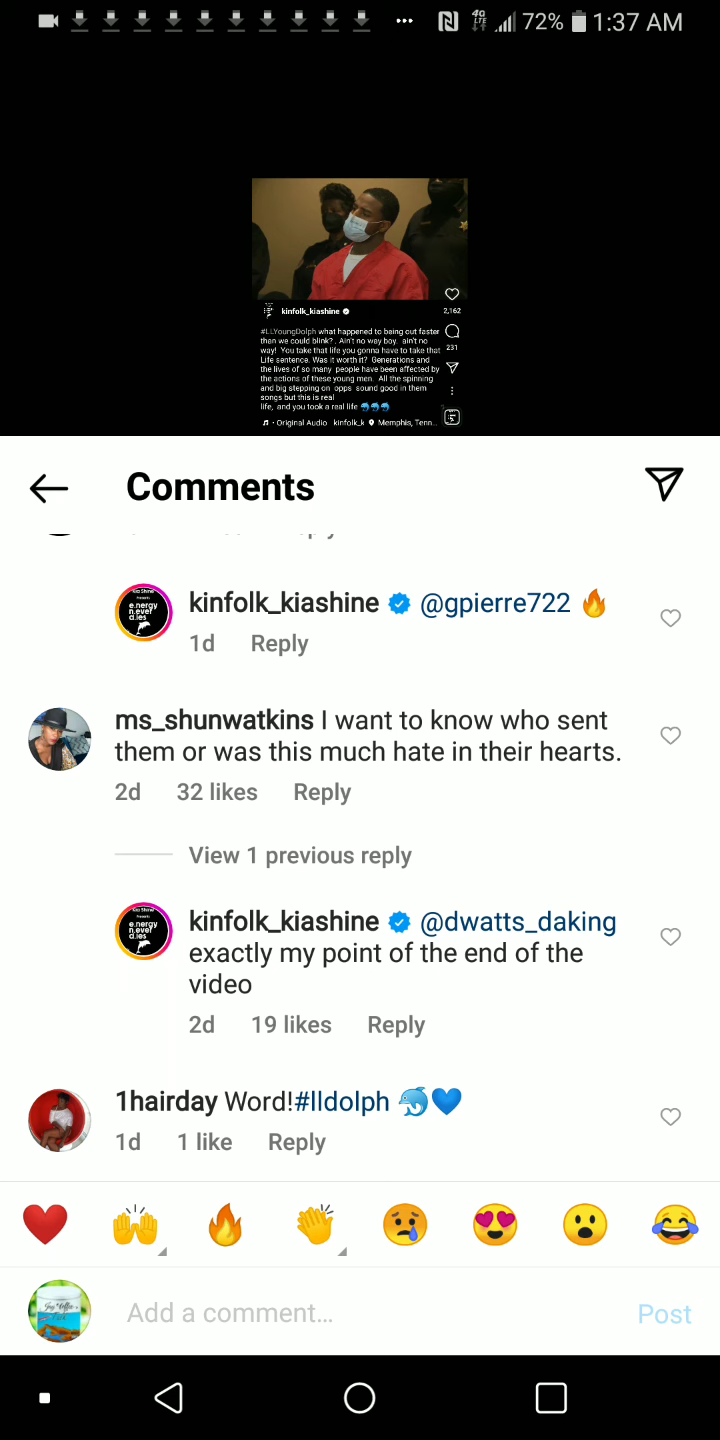 72% 1:37 AM
kinfolk_kiashine
2,162
#LLYoungDolph what happened to being cut faster
than we could blink? . Ain't no way boy. ain't no
way! You take that life you gonna have to take that
Life sentence. Was it worth it? Generations and
the lives of so many people have been affected by
the actions of these young men. All the spinning
and big stepping on opps sound good in them
songs but this is real
life, and you took a real life 🐬🐬🐬
231
Original Audio kinfolk_k Memphis, Tenn...
Comments
kinfolk_kiashine @gpierre722 🔥
1d Reply
ms_shunwatkins I want to know who sent
them or was this much hate in their hearts.
2d 32 likes Reply
View 1 previous reply
kinfolk_kiashine @dwatts_daking
exactly my point of the end of the
video
2d 19 likes Reply
1hairday Word!#lldolph 🐬💙
1d 1 like Reply
Add a comment...
Post